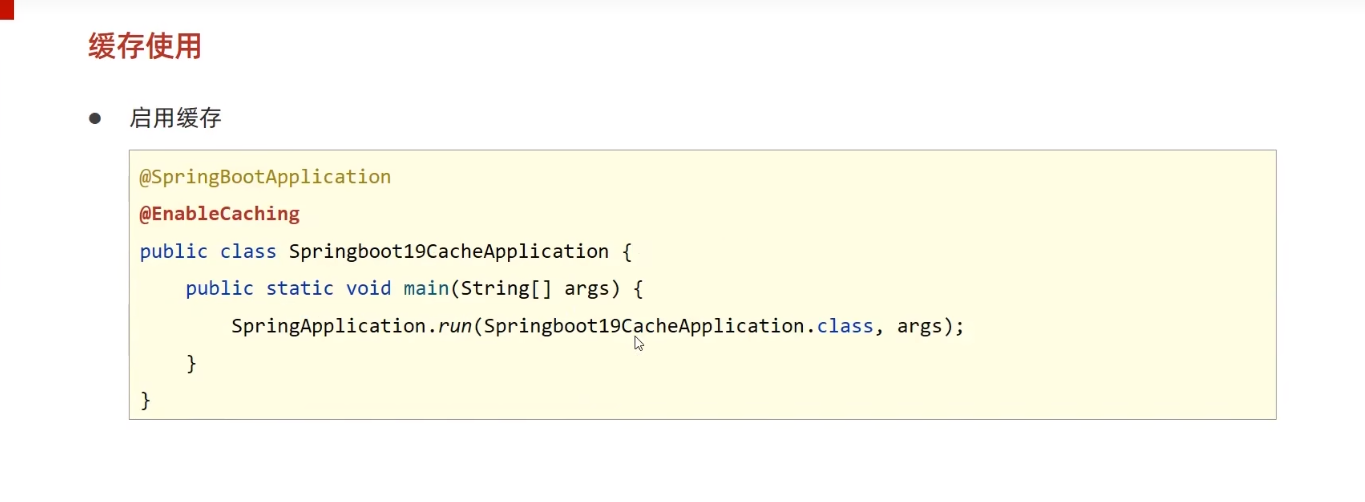 缓存使用
● 启用缓存
@SpringBootApplication
@EnableCaching
public class Springboot19CacheApplication {
    public static void main(String[] args) {
        SpringApplication.run(Springboot19CacheApplication.class, args);
    }
}